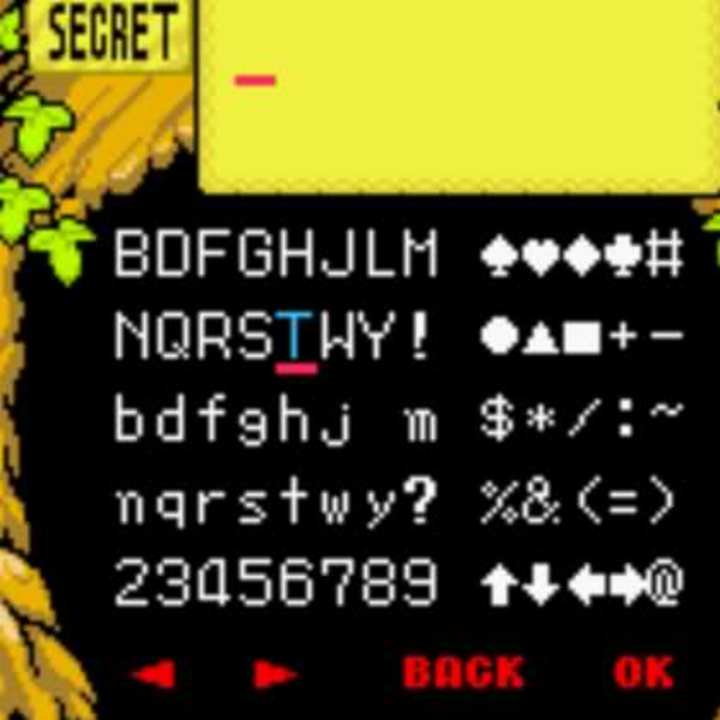 SECRET
BDFGHJLM ♠♥♦♣#
NQRSTWY! ●▲■+-
bdfghj m $*/:~
nqrstwy? %&(=)
23456789 ↑↓←→@
◀ ▶ BACK OK